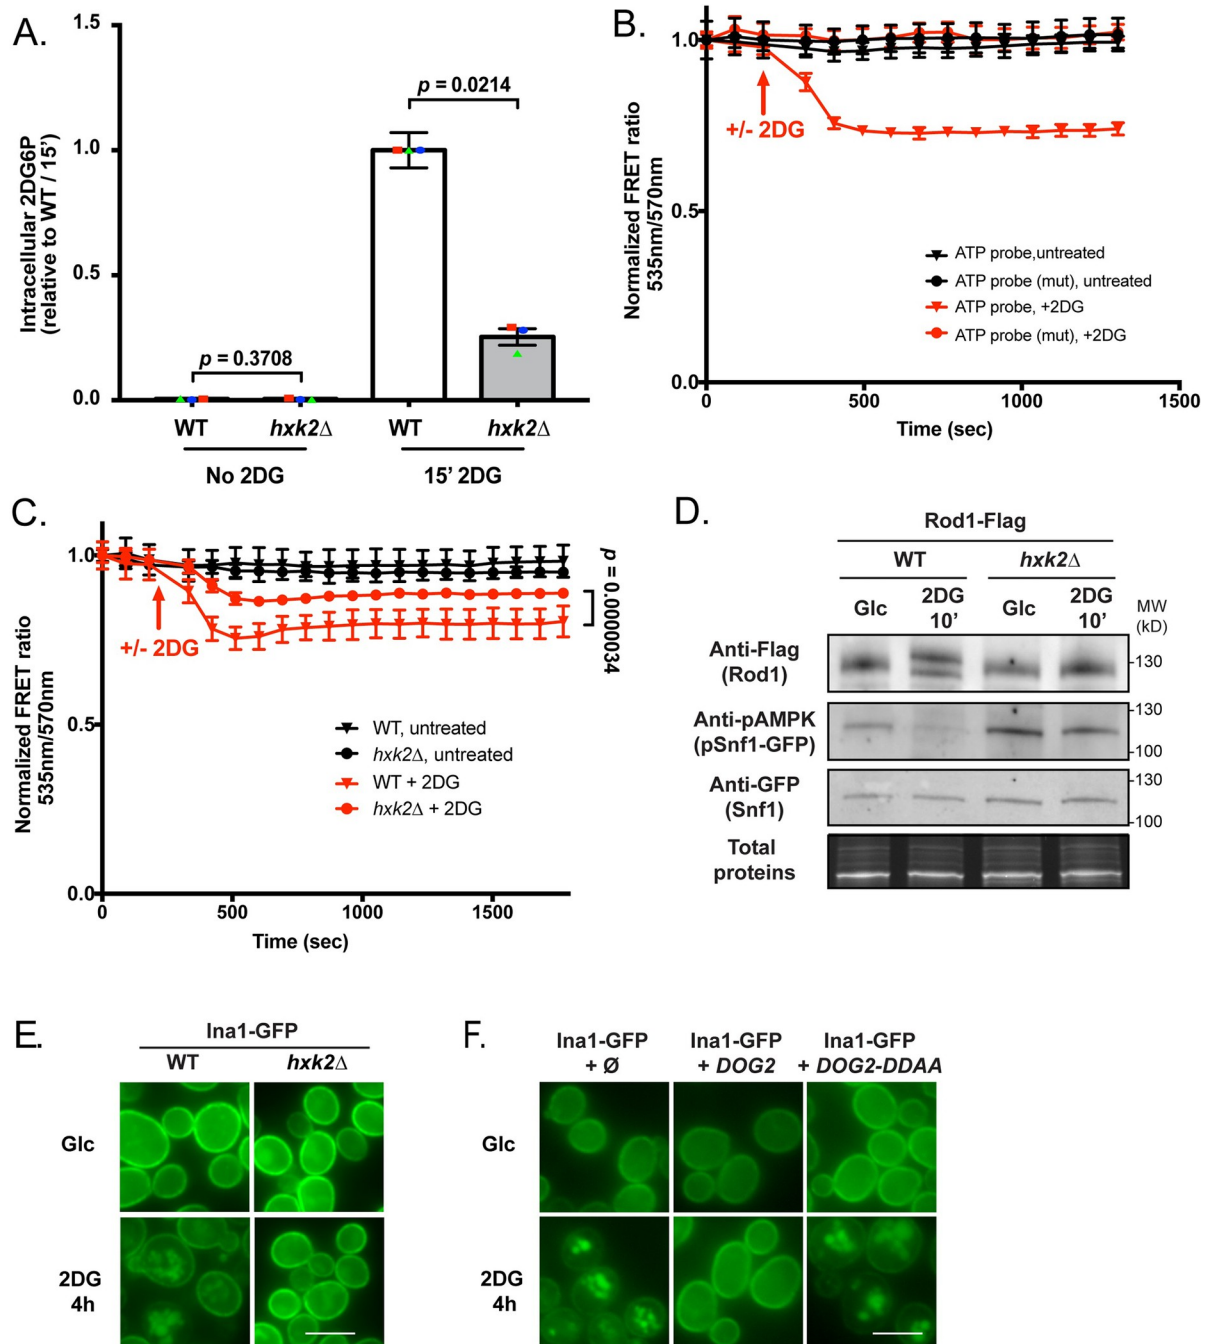 A.
Intracellular 2DG6P
(relative to WT / 15’)
1.5
1.0
0.5
0.0
p = 0.0214
p = 0.3708
WT
hxk2Δ
WT
hxk2Δ
No 2DG
15’ 2DG
B.
Normalized FRET ratio
535nm/570nm
1.0
0.5
0.0
+/- 2DG
ATP probe,untreated
ATP probe (mut), untreated
ATP probe, +2DG
ATP probe (mut), +2DG
0
500
1000
1500
Time (sec)
C.
Normalized FRET ratio
535nm/570nm
1.0
0.5
0.0
+/- 2DG
p = 0.0000034
WT, untreated
hxk2Δ, untreated
WT + 2DG
hxk2Δ + 2DG
0
500
1000
1500
Time (sec)
D.
Rod1-Flag
WT
hxk2Δ
Glc
2DG
10’
Glc
2DG
10’
MW
(kD)
Anti-Flag
(Rod1)
130
Anti-pAMPK
(pSnf1-GFP)
130
100
Anti-GFP
(Snf1)
130
100
Total
proteins
E.
Ina1-GFP
WT
hxk2Δ
Glc
2DG
4h
F.
Ina1-GFP
+ Ø
Ina1-GFP
+ DOG2
Ina1-GFP
+ DOG2-DDAA
Glc
2DG
4h